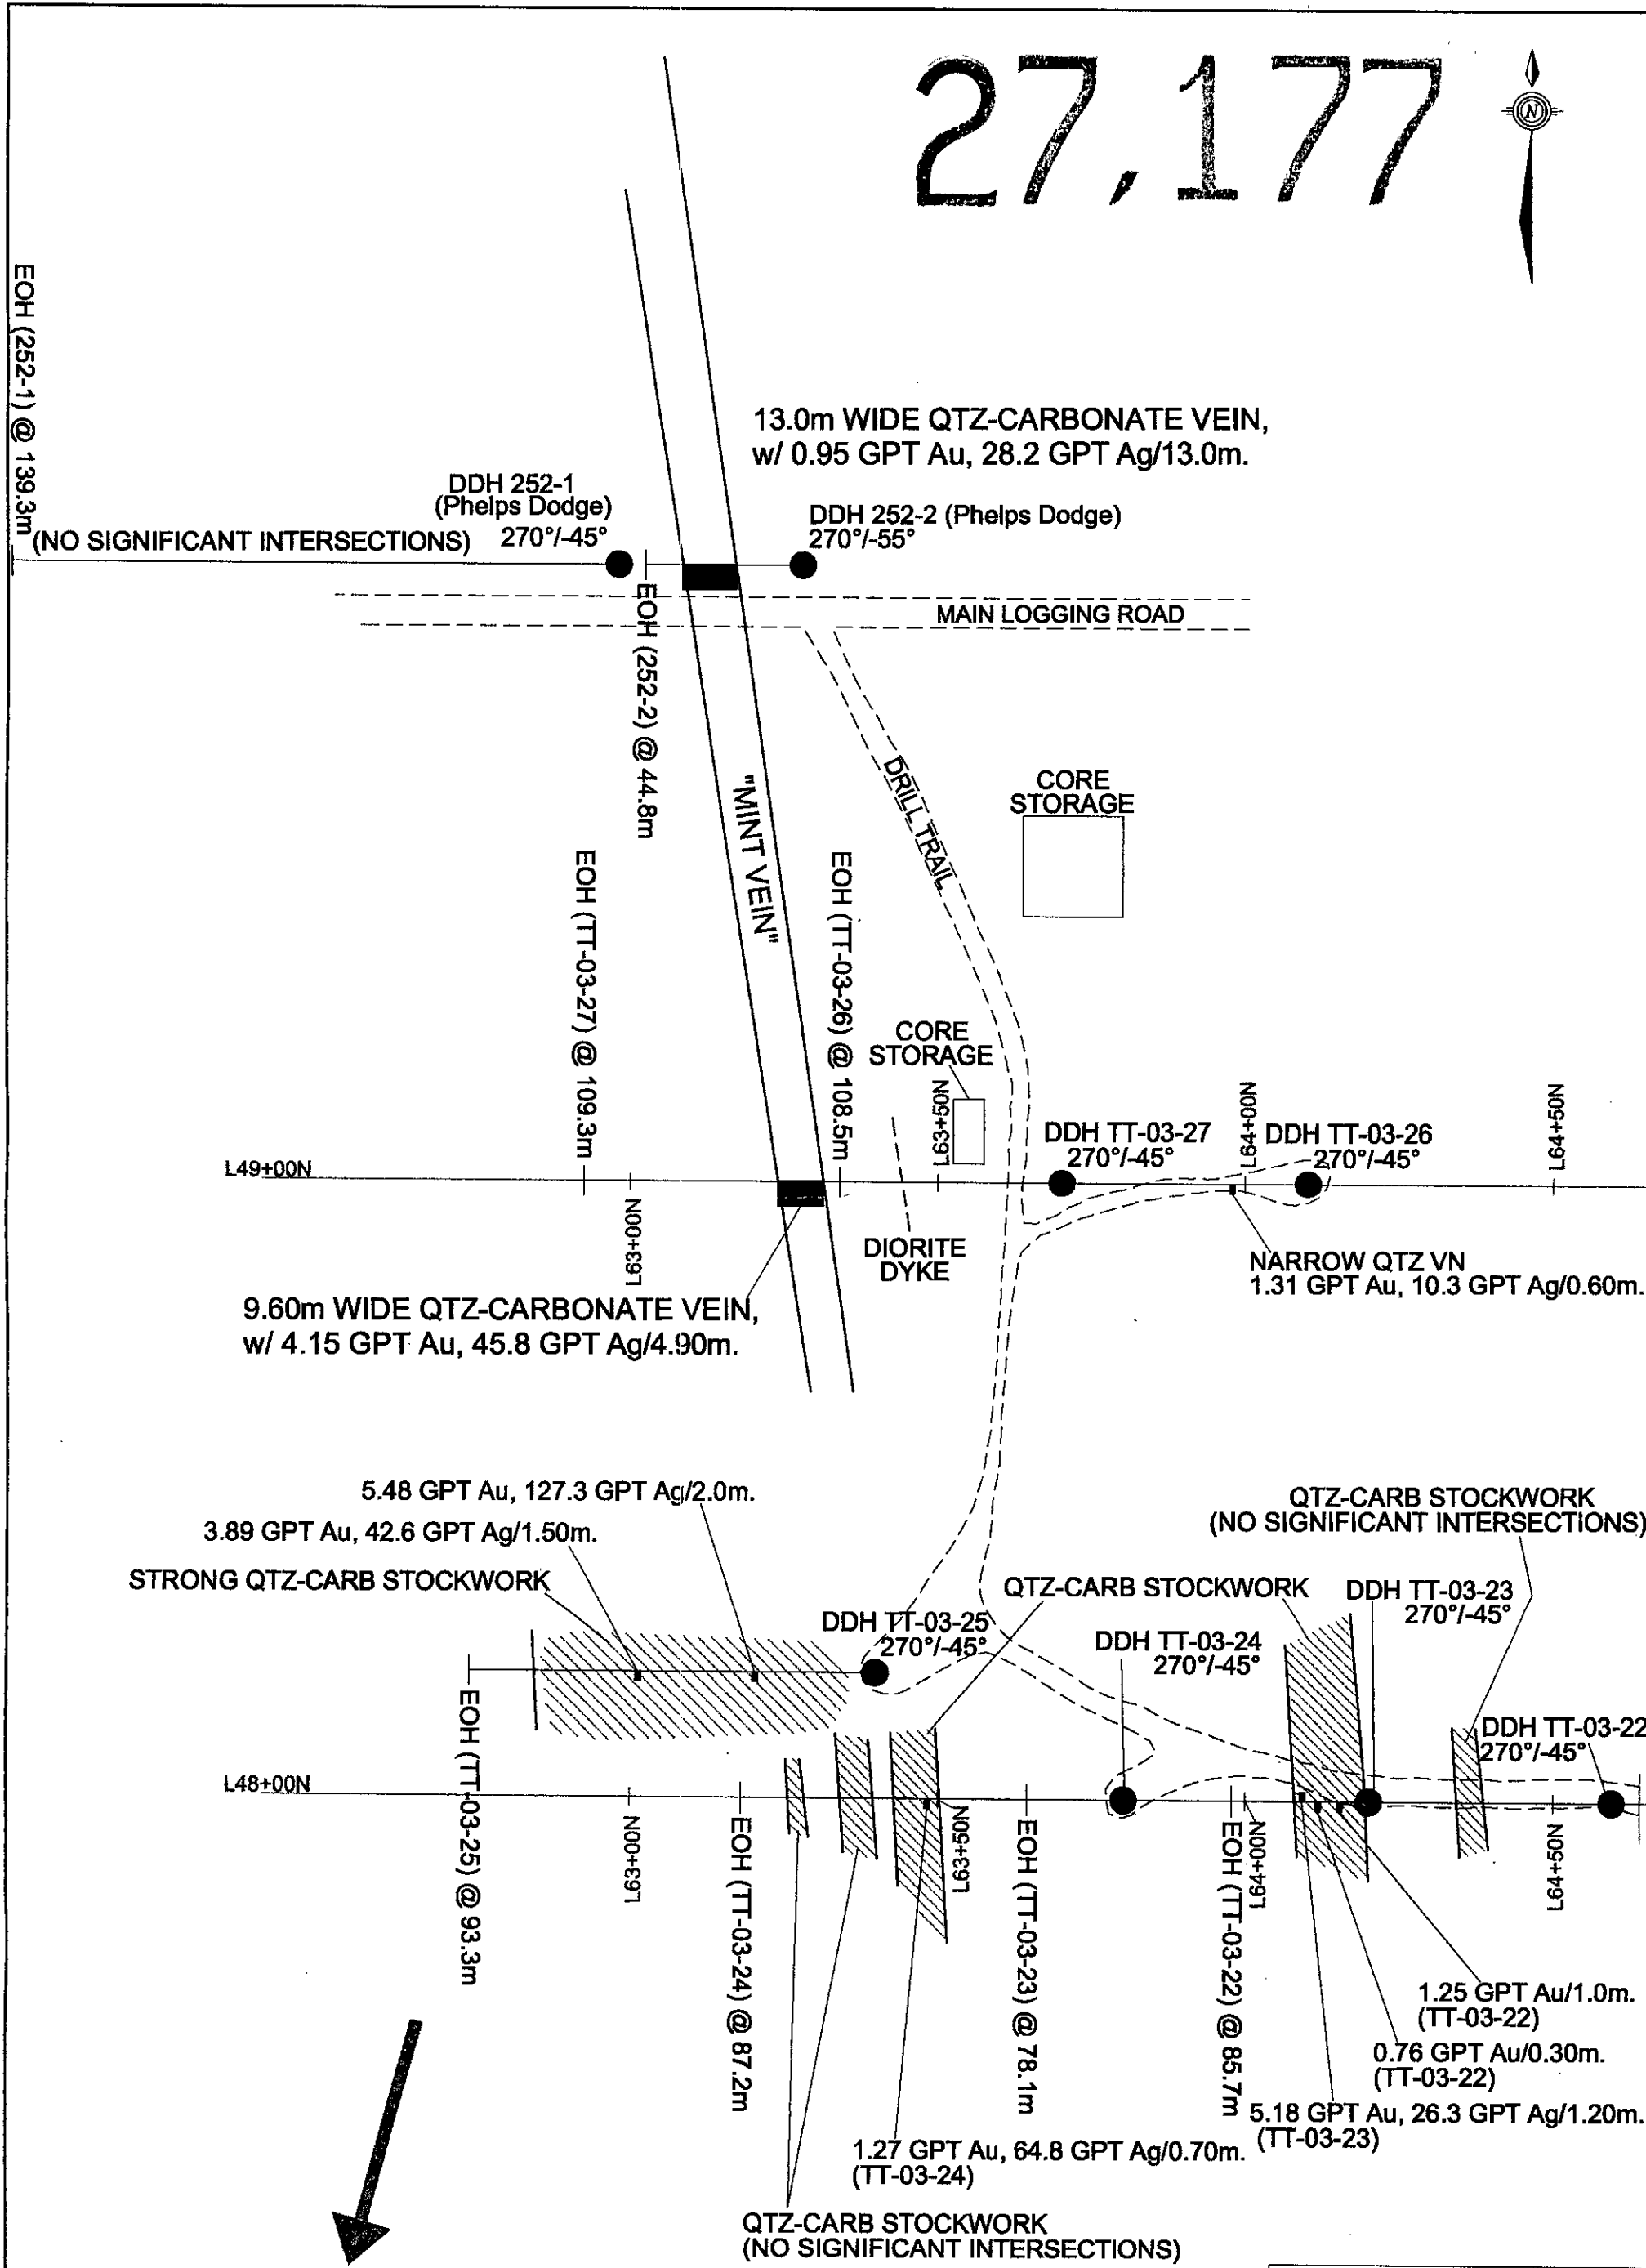 27,177
N
EOH (252-1) @ 139.3m
13.0m WIDE QTZ-CARBONATE VEIN,
w/ 0.95 GPT Au, 28.2 GPT Ag/13.0m.
DDH 252-1
(Phelps Dodge)
270°/-45°
(NO SIGNIFICANT INTERSECTIONS)
DDH 252-2 (Phelps Dodge)
270°/-55°
MAIN LOGGING ROAD
EOH (252-2) @ 44.8m
"MINT VEIN"
DRILL TRAIL
CORE
STORAGE
EOH (TT-03-27) @ 109.3m
EOH (TT-03-26) @ 108.5m
CORE
STORAGE
L63+50N
DDH TT-03-27
270°/-45°
L64+00N
DDH TT-03-26
270°/-45°
L64+50N
L49+00N
L63+00N
DIORITE
DYKE
NARROW QTZ VN
1.31 GPT Au, 10.3 GPT Ag/0.60m.
9.60m WIDE QTZ-CARBONATE VEIN,
w/ 4.15 GPT Au, 45.8 GPT Ag/4.90m.
5.48 GPT Au, 127.3 GPT Ag/2.0m.
3.89 GPT Au, 42.6 GPT Ag/1.50m.
STRONG QTZ-CARB STOCKWORK
QTZ-CARB STOCKWORK
(NO SIGNIFICANT INTERSECTIONS)
QTZ-CARB STOCKWORK
DDH TT-03-23
270°/-45°
DDH TT-03-25
270°/-45°
DDH TT-03-24
270°/-45°
DDH TT-03-22
270°/-45°
L48+00N
EOH (TT-03-25) @ 93.3m
L63+00N
EOH (TT-03-24) @ 87.2m
L63+50N
EOH (TT-03-23) @ 78.1m
EOH (TT-03-22) @ 85.7m
L64+00N
L64+50N
1.25 GPT Au/1.0m.
(TT-03-22)
0.76 GPT Au/0.30m.
(TT-03-22)
5.18 GPT Au, 26.3 GPT Ag/1.20m.
(TT-03-23)
1.27 GPT Au, 64.8 GPT Ag/0.70m.
(TT-03-24)
QTZ-CARB STOCKWORK
(NO SIGNIFICANT INTERSECTIONS)